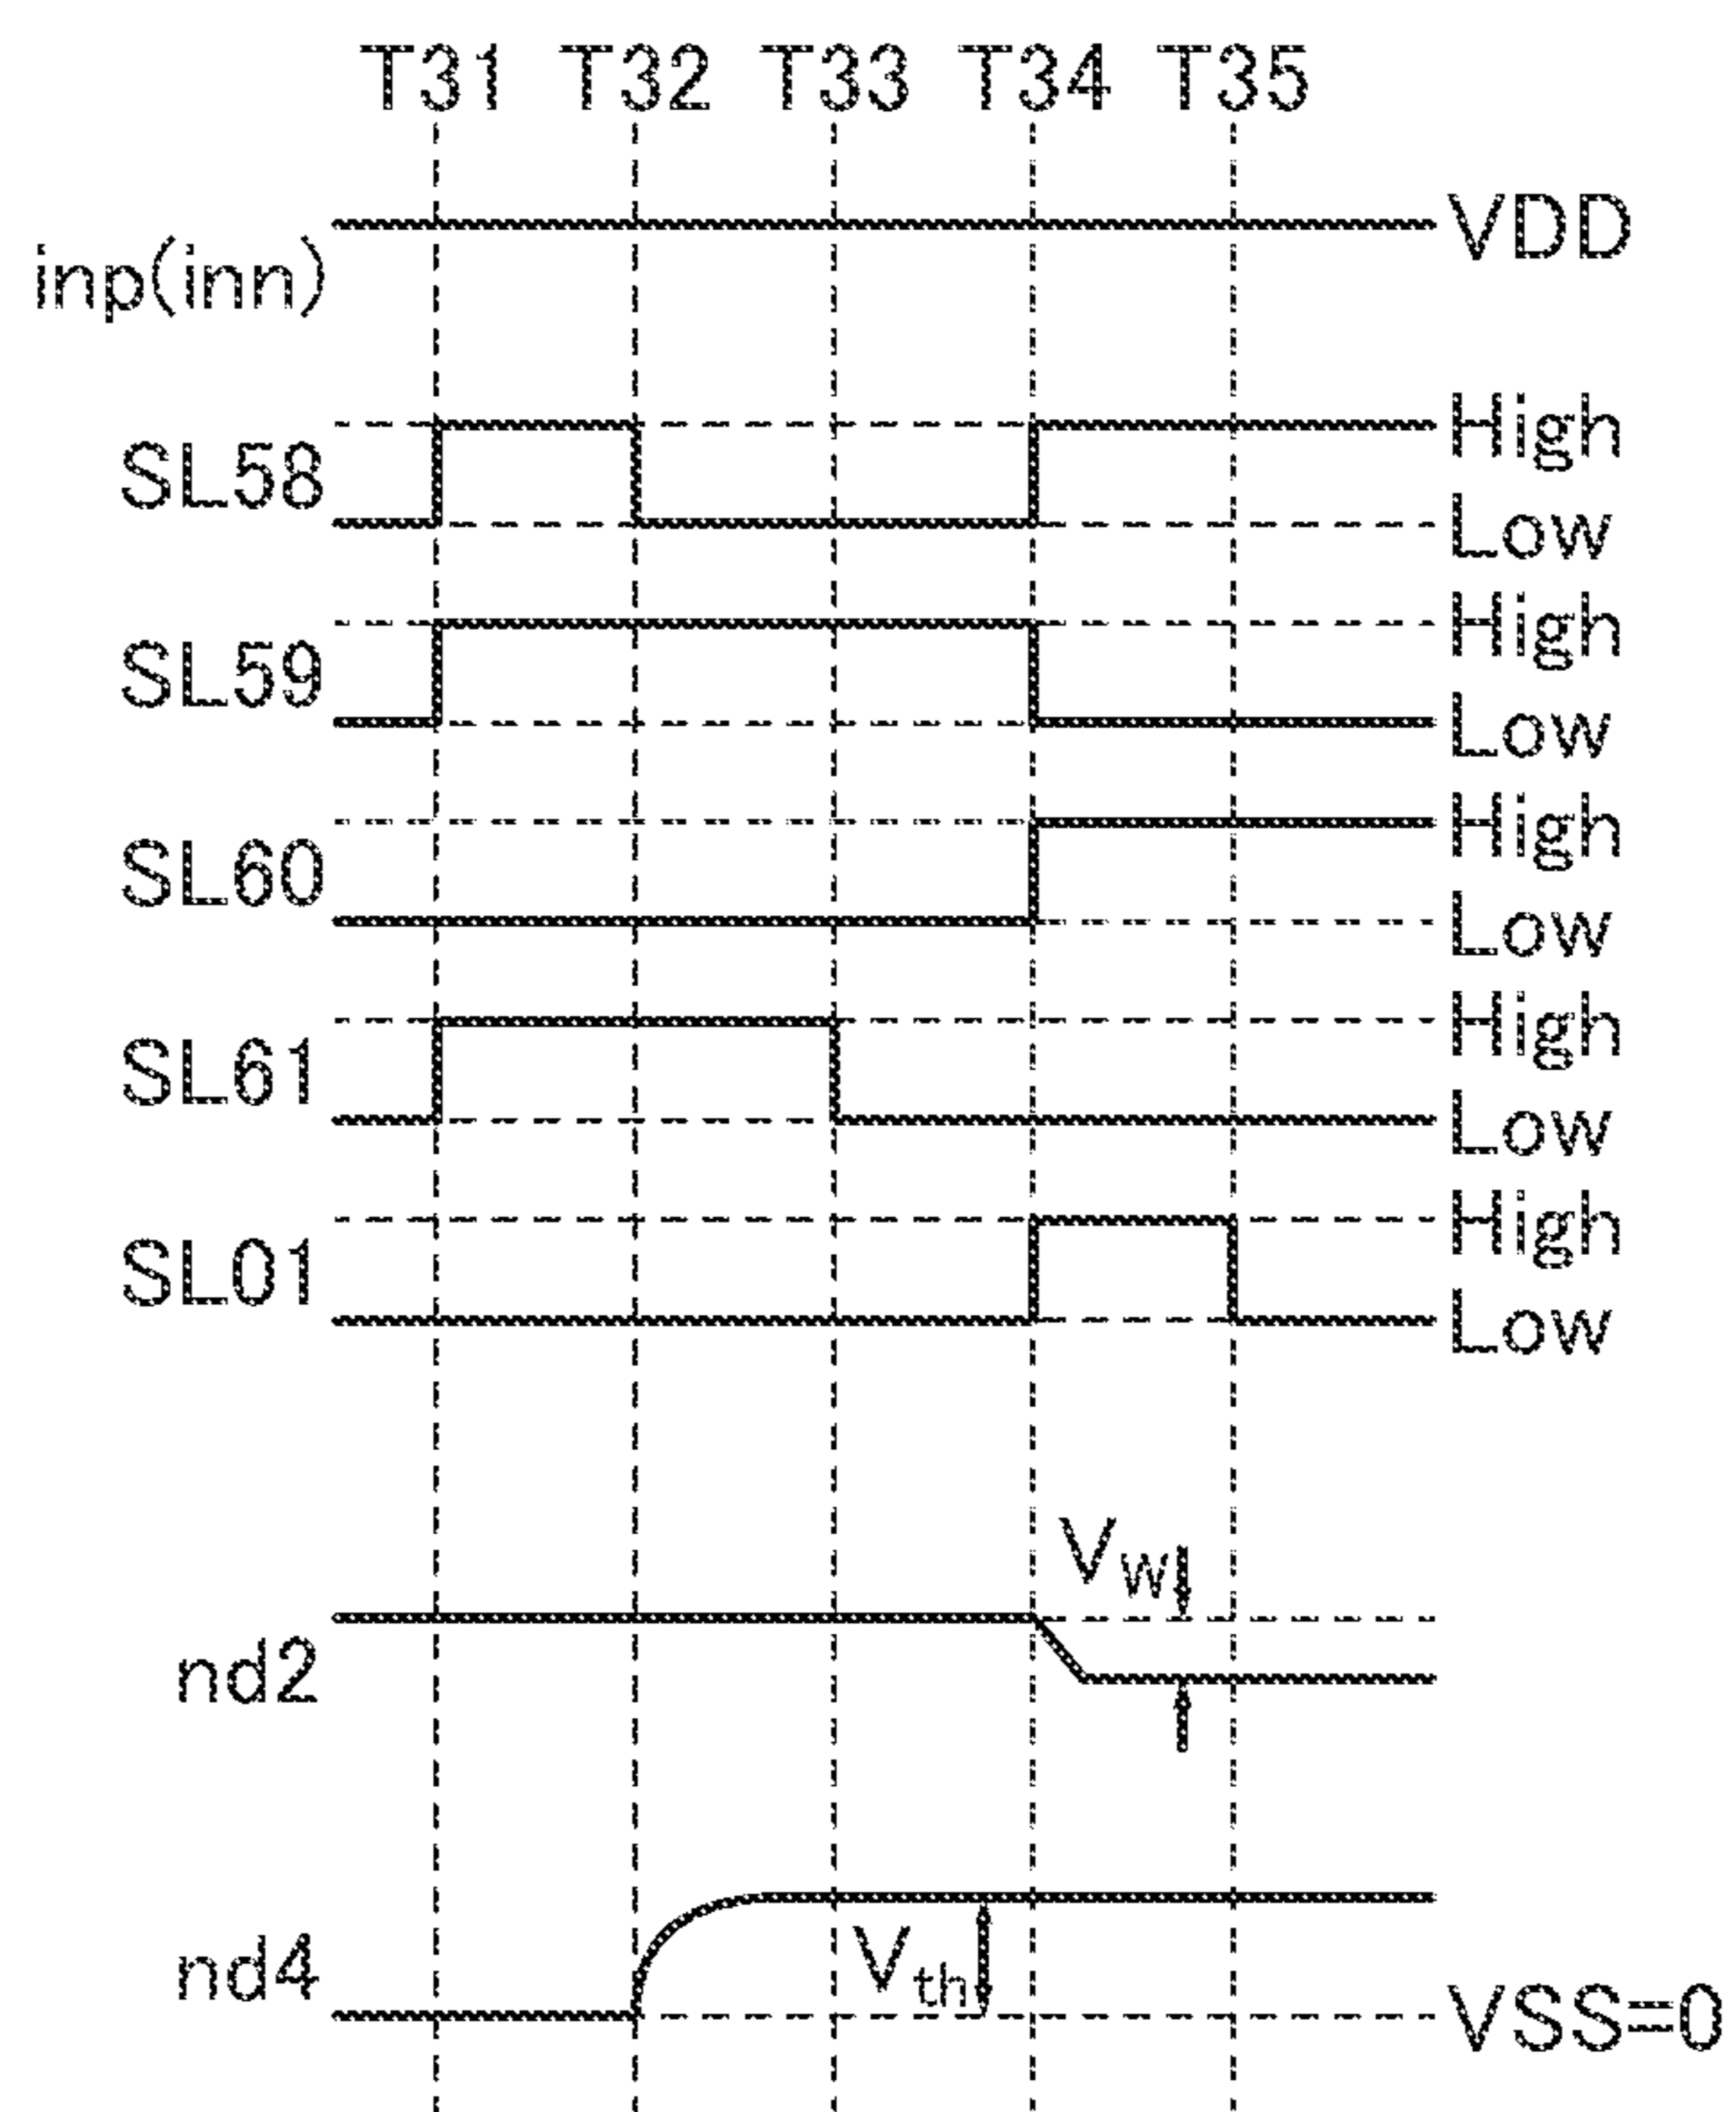 T31 T32 T33 T34 T35
inp(inn) VDD
SL58 High
Low
SL59 High
Low
SL60 High
Low
SL61 High
Low
SL01 High
Low
nd2 VW
nd4 Vth VSS=0